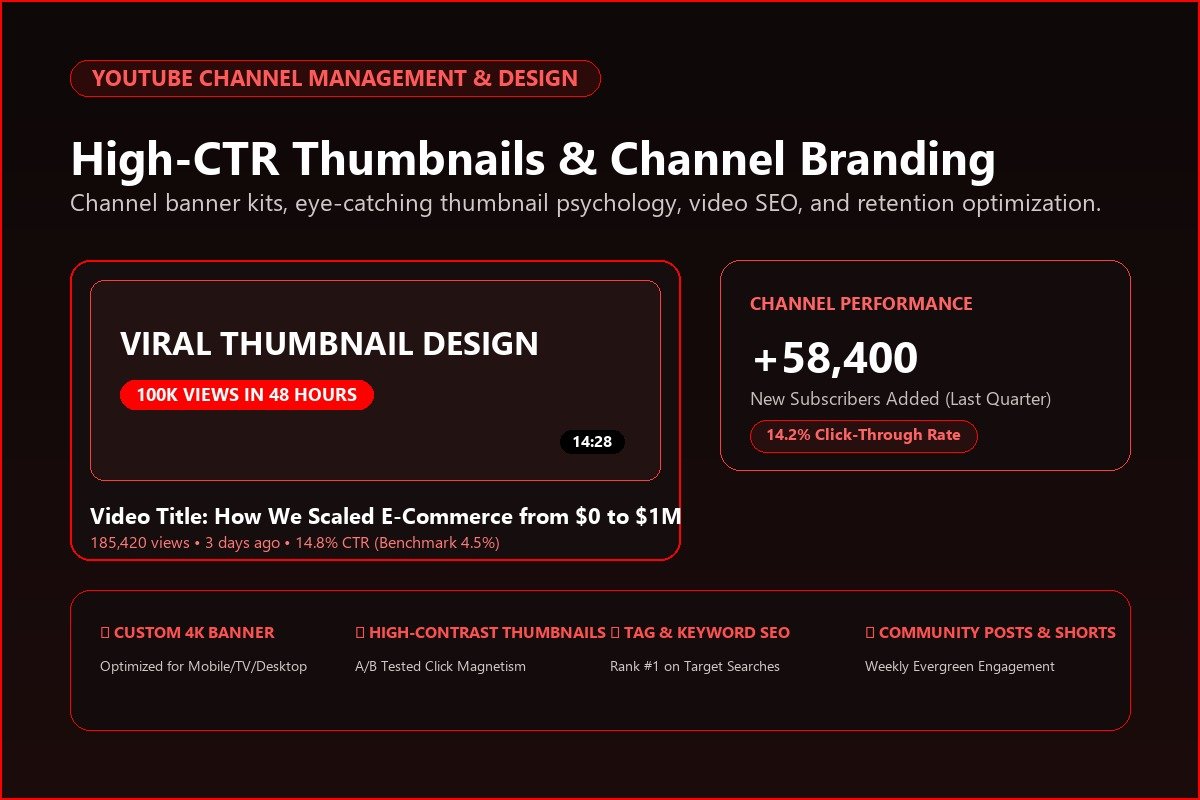 YOUTUBE CHANNEL MANAGEMENT & DESIGN
High-CTR Thumbnails & Channel Branding
Channel banner kits, eye-catching thumbnail psychology, video SEO, and retention optimization.
VIRAL THUMBNAIL DESIGN
100K VIEWS IN 48 HOURS
14:28
Video Title: How We Scaled E-Commerce from $0 to $1M
185,420 views • 3 days ago • 14.8% CTR (Benchmark 4.5%)
CHANNEL PERFORMANCE
+58,400
New Subscribers Added (Last Quarter)
14.2% Click-Through Rate
CUSTOM 4K BANNER
Optimized for Mobile/TV/Desktop
HIGH-CONTRAST THUMBNAILS
A/B Tested Click Magnetism
TAG & KEYWORD SEO
Rank #1 on Target Searches
COMMUNITY POSTS & SHORTS
Weekly Evergreen Engagement